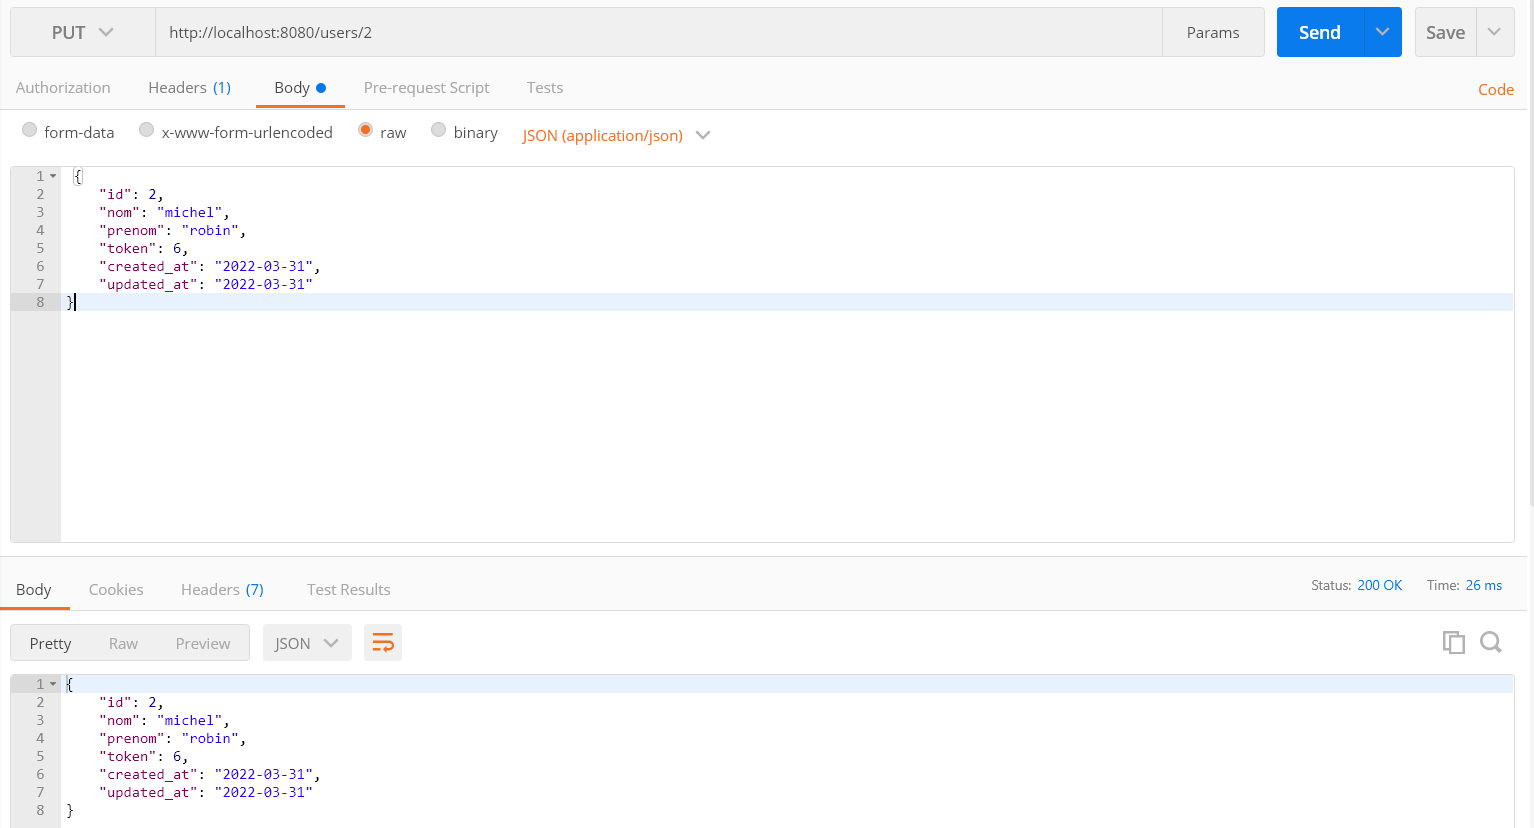 PUT http://localhost:8080/users/2 Params Send Save
Authorization Headers (1) Body Pre-request Script Tests Code
form-data x-www-form-urlencoded raw binary JSON (application/json)
1 {
2 "id": 2,
3 "nom": "michel",
4 "prenom": "robin",
5 "token": 6,
6 "created_at": "2022-03-31",
7 "updated_at": "2022-03-31"
8 }
Body Cookies Headers (7) Test Results Status: 200 OK Time: 26 ms
Pretty Raw Preview JSON
1 {
2 "id": 2,
3 "nom": "michel",
4 "prenom": "robin",
5 "token": 6,
6 "created_at": "2022-03-31",
7 "updated_at": "2022-03-31"
8 }